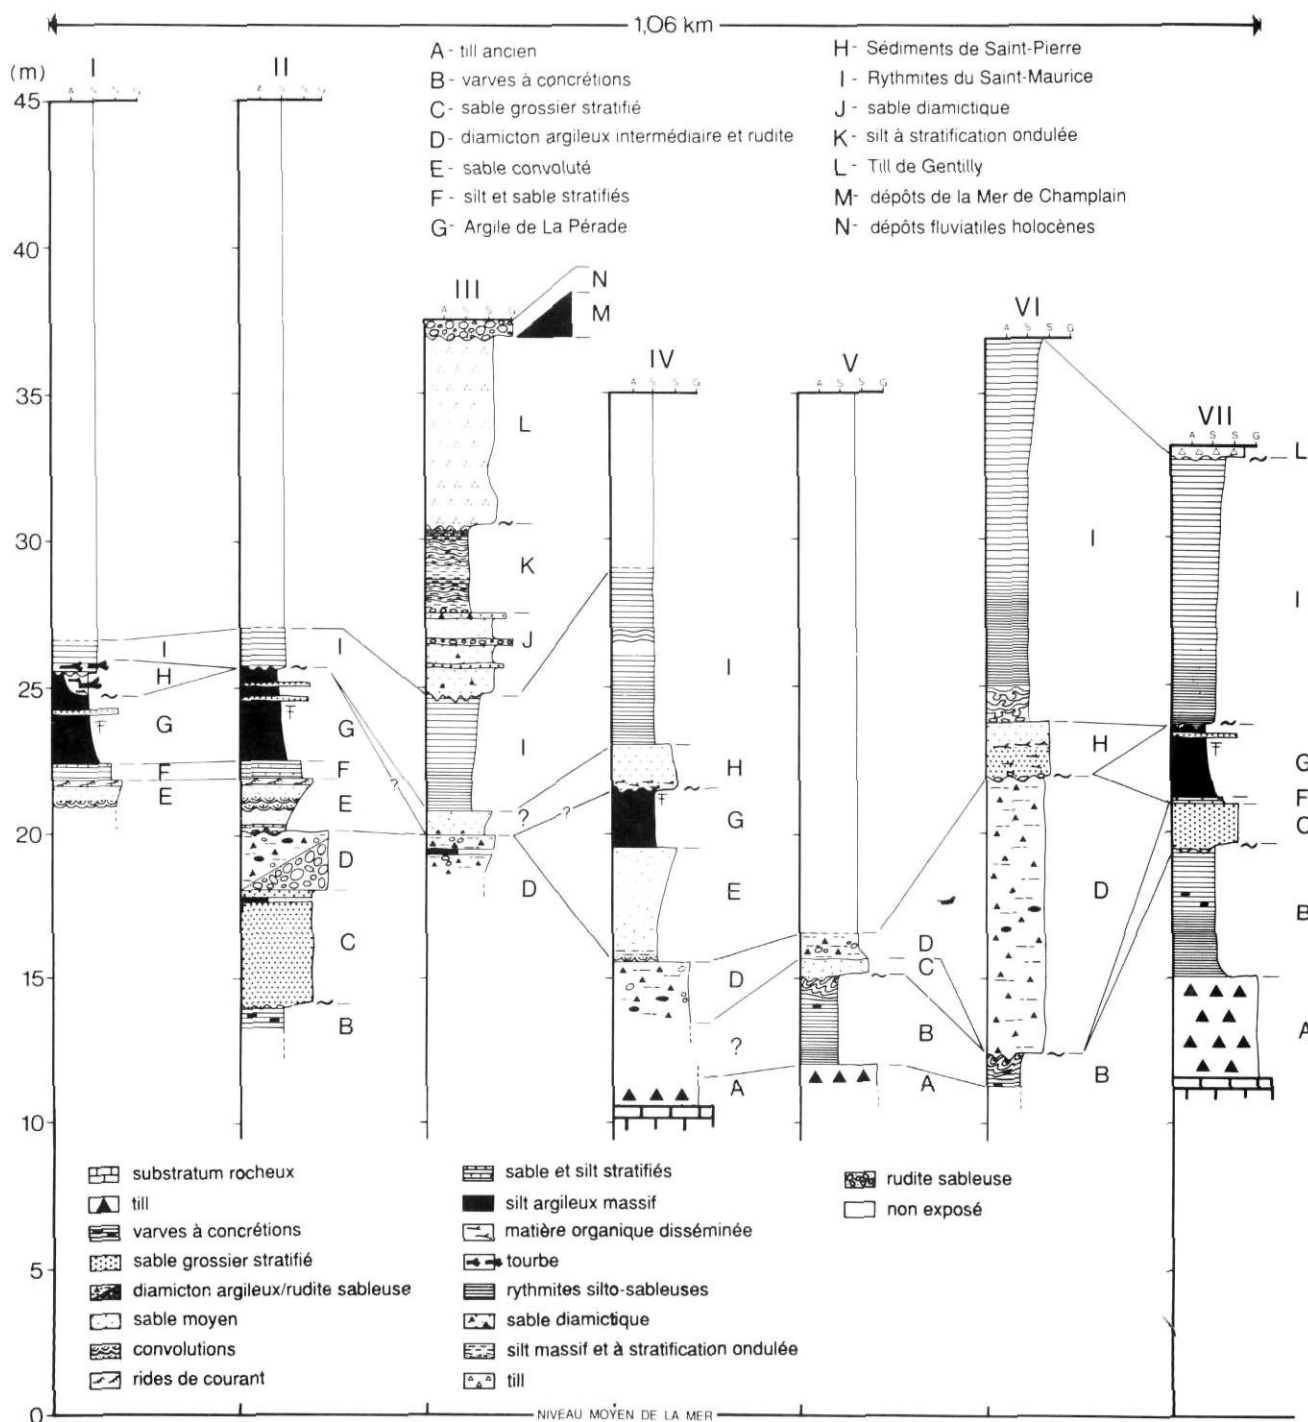 1,06 km
A- till ancien
B- varves à concrétions
C- sable grossier stratifié
D- diamicton argileux intermédiaire et rudite
E- sable convoluté
F- silt et sable stratifiés
G- Argile de La Pérade
H- Sédiments de Saint-Pierre
I- Rythmites du Saint-Maurice
J- sable diamictique
K- silt à stratification ondulée
L- Till de Gentilly
M- dépôts de la Mer de Champlain
N- dépôts fluviatiles holocènes
(m)
45
40
35
30
25
20
15
10
5
0
I
A S S G
I
H
G
F
E
II
A S S G
I
G
F
E
D
C
B
?
III
A S S G
N
M
L
K
J
I
?
D
?
IV
A S S G
I
H
G
E
D
?
A
V
A S S G
D
C
B
A
VI
A S S G
I
H
D
B
VII
A S S G
L
I
G
F
C
B
A
substratum rocheux
till
varves à concrétions
sable grossier stratifié
diamicton argileux/rudite sableuse
sable moyen
convolutions
rides de courant
sable et silt stratifiés
silt argileux massif
matière organique disséminée
tourbe
rythmites silto-sableuses
sable diamictique
silt massif et à stratification ondulée
till
rudite sableuse
non exposé
NIVEAU MOYEN DE LA MER